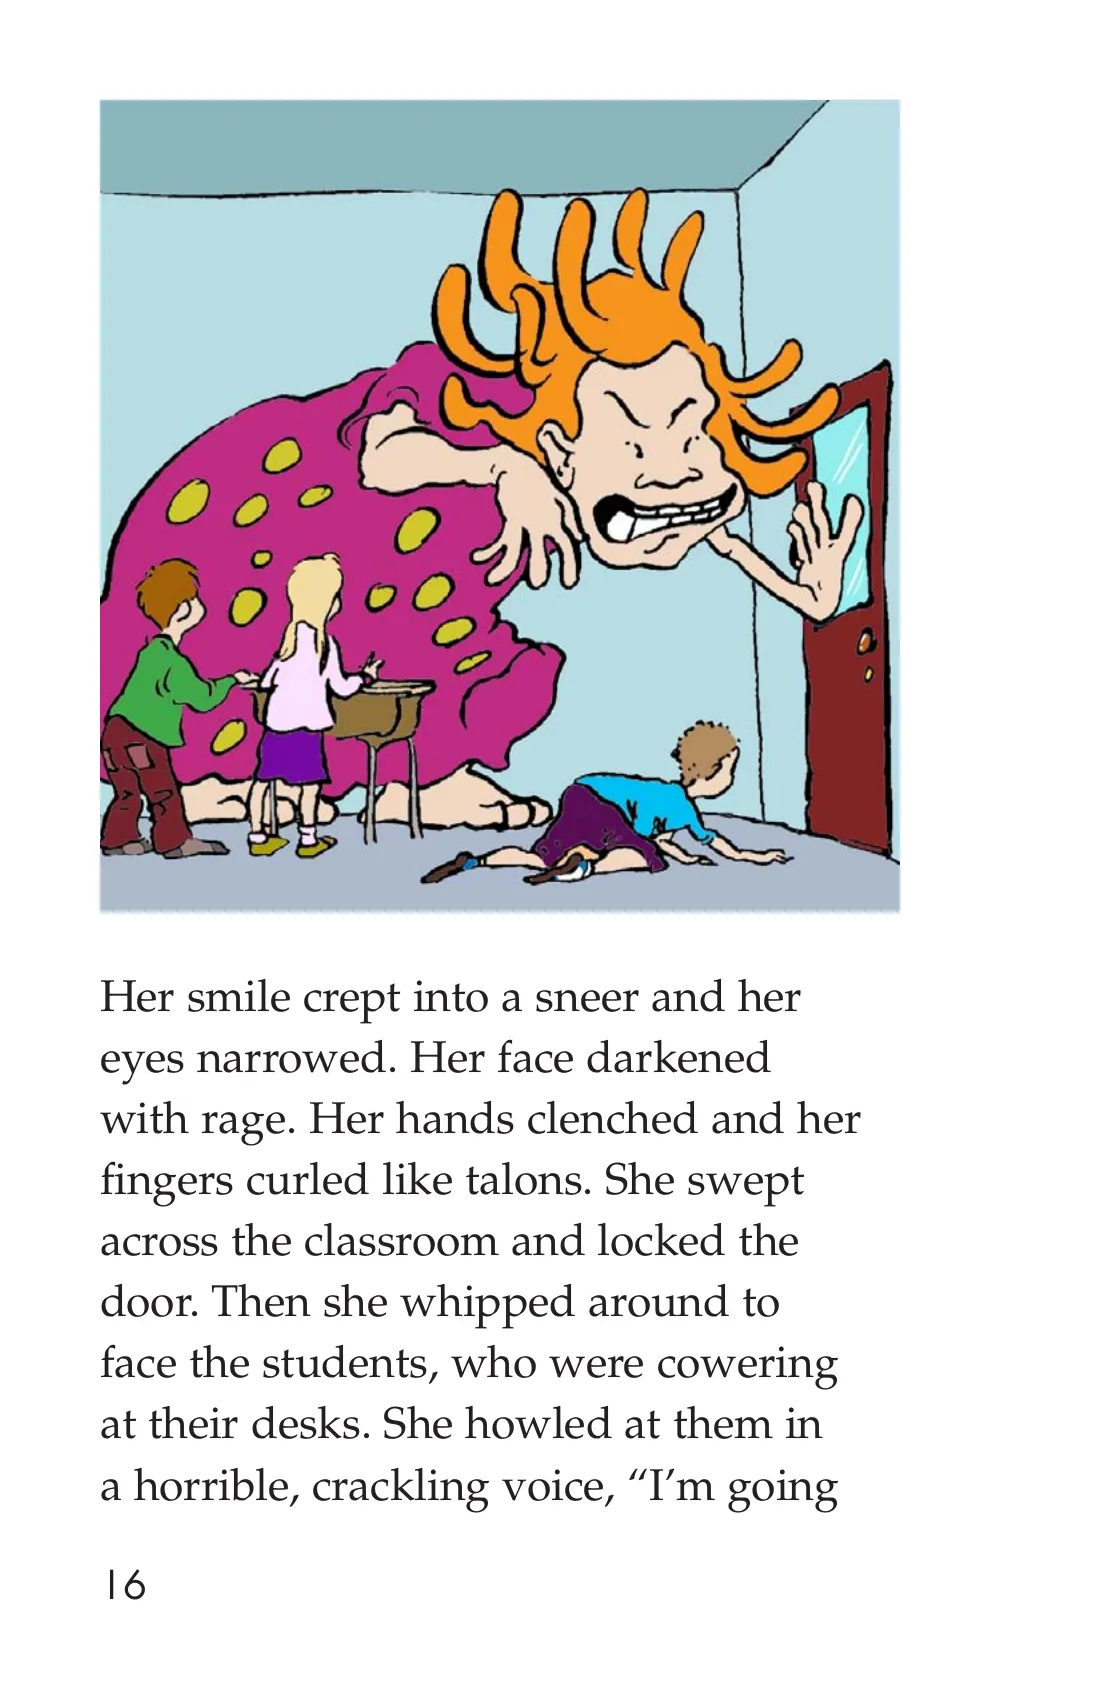 Her smile crept into a sneer and her
eyes narrowed. Her face darkened
with rage. Her hands clenched and her
fingers curled like talons. She swept
across the classroom and locked the
door. Then she whipped around to
face the students, who were cowering
at their desks. She howled at them in
a horrible, crackling voice, “I’m going
16